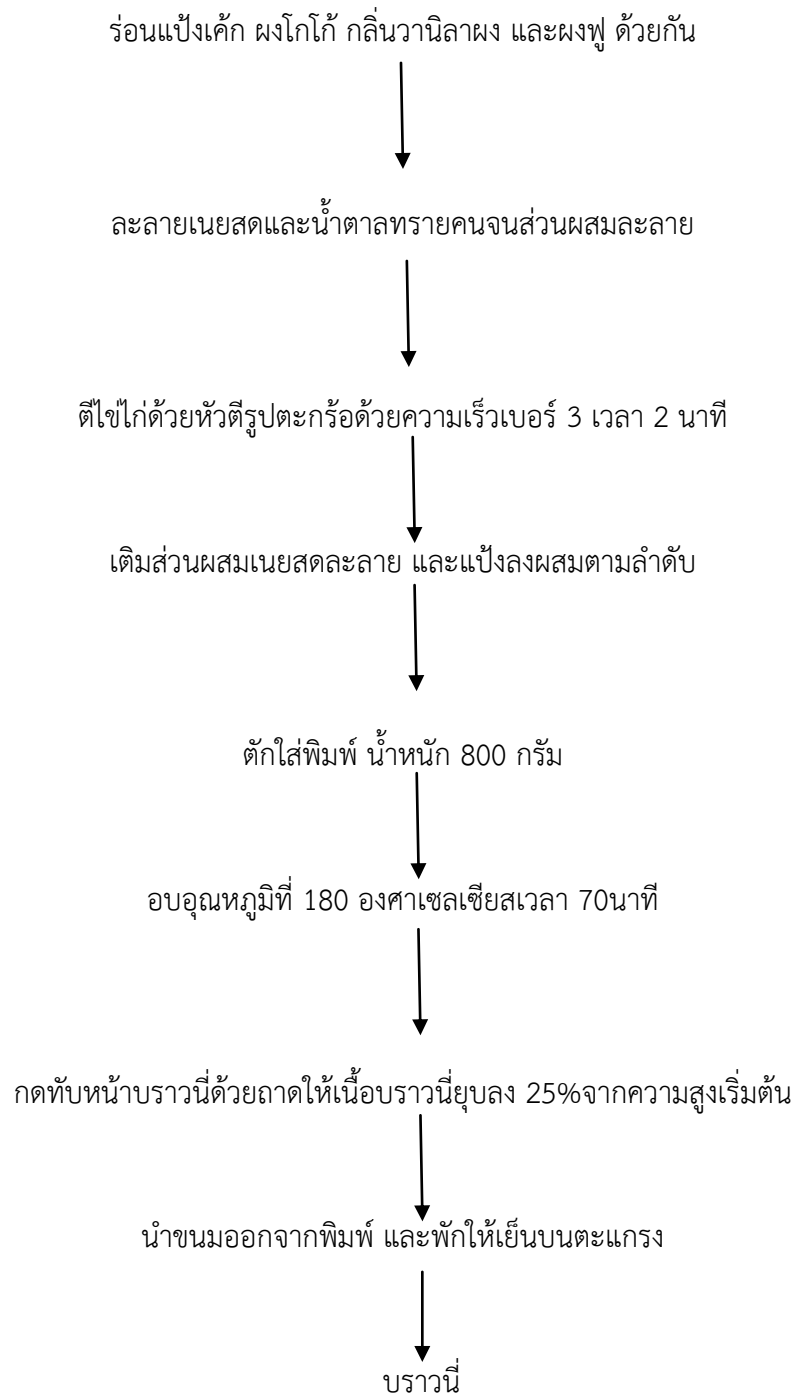 ร่อนแป้งเค้ก ผงโกโก้ กลิ่นวานิลาผง และผงฟู ด้วยกัน
ละลายเนยสดและน้ำตาลทรายคนจนส่วนผสมละลาย
ตีไข่ไก่ด้วยหัวตีรูปตะกร้อด้วยความเร็วเบอร์ 3 เวลา 2 นาที
เติมส่วนผสมเนยสดละลาย และแป้งลงผสมตามลำดับ
ตักใส่พิมพ์ น้ำหนัก 800 กรัม
อบอุณหภูมิที่ 180 องศาเซลเซียสเวลา 70นาที
กดทับหน้าบราวนี่ด้วยถาดให้เนื้อบราวนี่ยุบลง 25%จากความสูงเริ่มต้น
นำขนมออกจากพิมพ์ และพักให้เย็นบนตะแกรง
บราวนี่